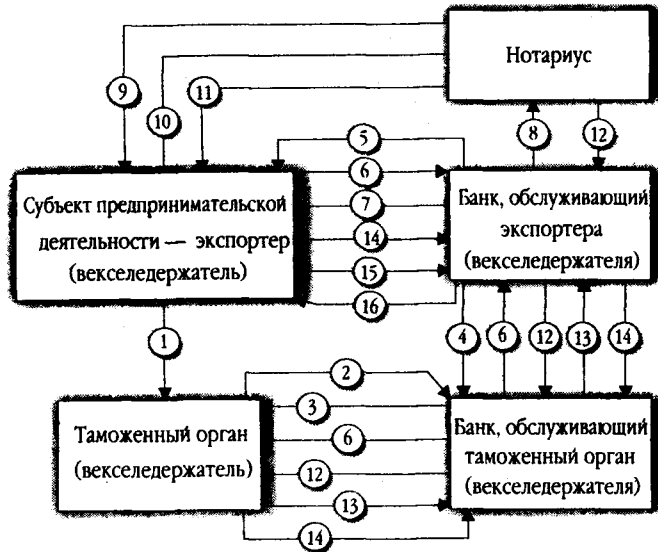 Нотариус
9
10
11
5
8
12
6
7
14
15
16
Субъект предпринимательской
деятельности — экспортер
(векселедержатель)
Банк, обслуживающий
экспортера
(векселедержателя)
1
4
6
12
13
14
2
3
6
12
13
14
Таможенный орган
(векселедержатель)
Банк, обслуживающий
таможенный орган
(векселедержателя)